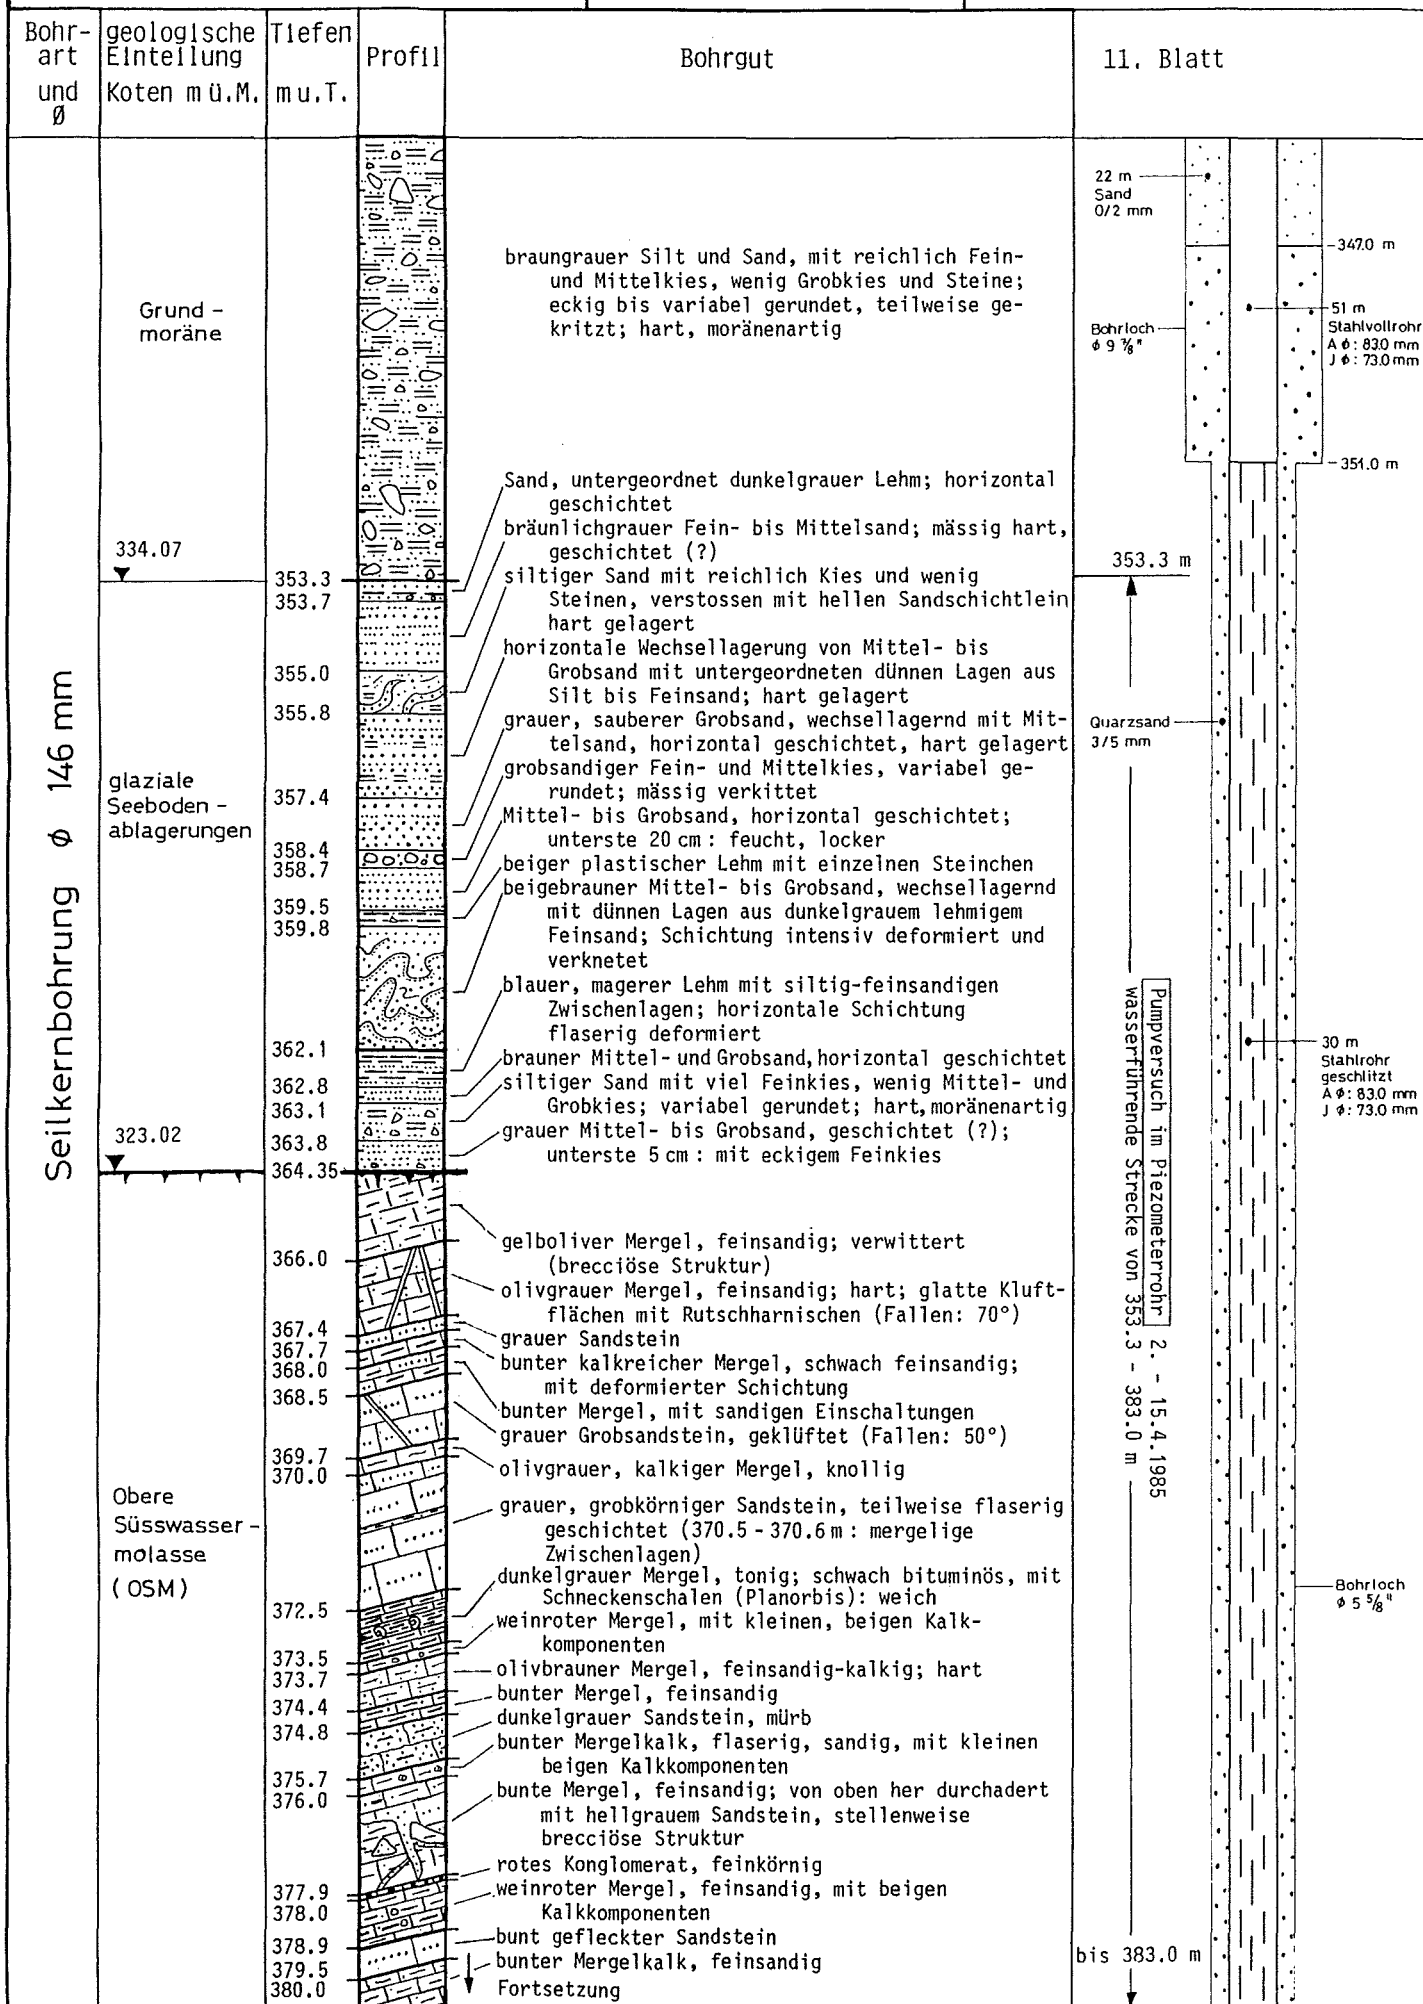 Bohr-
art
und
Ø
geologische
Einteilung
Koten m ü.M.
Tiefen
m u.T.
Profil
Bohrgut
11. Blatt
Seilkernbohrung ϕ 146 mm
Grund -
moräne
334.07
glaziale
Seeboden -
ablagerungen
323.02
Obere
Süsswasser -
molasse
( OSM )
353.3
353.7
355.0
355.8
357.4
358.4
358.7
359.5
359.8
362.1
362.8
363.1
363.8
364.35
366.0
367.4
367.7
368.0
368.5
369.7
370.0
372.5
373.5
373.7
374.4
374.8
375.7
376.0
377.9
378.0
378.9
379.5
380.0
braungrauer Silt und Sand, mit reichlich Fein-
und Mittelkies, wenig Grobkies und Steine;
eckig bis variabel gerundet, teilweise ge-
kritzt; hart, moränenartig
Sand, untergeordnet dunkelgrauer Lehm; horizontal
geschichtet
bräunlichgrauer Fein- bis Mittelsand; mässig hart,
geschichtet (?)
siltiger Sand mit reichlich Kies und wenig
Steinen, verstossen mit hellen Sandschichtlein
hart gelagert
horizontale Wechsellagerung von Mittel- bis
Grobsand mit untergeordneten dünnen Lagen aus
Silt bis Feinsand; hart gelagert
grauer, sauberer Grobsand, wechsellagernd mit Mit-
telsand, horizontal geschichtet, hart gelagert
grobsandiger Fein- und Mittelkies, variabel ge-
rundet; mässig verkittet
Mittel- bis Grobsand, horizontal geschichtet;
unterste 20 cm : feucht, locker
beiger plastischer Lehm mit einzelnen Steinchen
beigebrauner Mittel- bis Grobsand, wechsellagernd
mit dünnen Lagen aus dunkelgrauem lehmigem
Feinsand; Schichtung intensiv deformiert und
verknetet
blauer, magerer Lehm mit siltig-feinsandigen
Zwischenlagen; horizontale Schichtung
flaserig deformiert
brauner Mittel- und Grobsand, horizontal geschichtet
siltiger Sand mit viel Feinkies, wenig Mittel- und
Grobkies; variabel gerundet; hart, moränenartig
grauer Mittel- bis Grobsand, geschichtet (?);
unterste 5 cm : mit eckigem Feinkies
gelboliver Mergel, feinsandig; verwittert
(brecciöse Struktur)
olivgrauer Mergel, feinsandig; hart; glatte Kluft-
flächen mit Rutschharnischen (Fallen: 70°)
grauer Sandstein
bunter kalkreicher Mergel, schwach feinsandig;
mit deformierter Schichtung
bunter Mergel, mit sandigen Einschaltungen
grauer Grobsandstein, geklüftet (Fallen: 50°)
olivgrauer, kalkiger Mergel, knollig
grauer, grobkörniger Sandstein, teilweise flaserig
geschichtet (370.5 - 370.6 m : mergelige
Zwischenlagen)
dunkelgrauer Mergel, tonig; schwach bituminös, mit
Schneckenschalen (Planorbis): weich
weinroter Mergel, mit kleinen, beigen Kalk-
komponenten
olivbrauner Mergel, feinsandig-kalkig; hart
bunter Mergel, feinsandig
dunkelgrauer Sandstein, mürb
bunter Mergelkalk, flaserig, sandig, mit kleinen
beigen Kalkkomponenten
bunte Mergel, feinsandig; von oben her durchadert
mit hellgrauem Sandstein, stellenweise
brecciöse Struktur
rotes Konglomerat, feinkörnig
weinroter Mergel, feinsandig, mit beigen
Kalkkomponenten
bunt gefleckter Sandstein
bunter Mergelkalk, feinsandig
Fortsetzung
22 m
Sand
0/2 mm
347.0 m
51 m
Stahlvollrohr
A ϕ : 83.0 mm
J ϕ : 73.0 mm
Bohrloch
ϕ 9 ⅞"
351.0 m
353.3 m
Quarzsand
3/5 mm
Pumpversuch im Piezometerrohr 2. - 15.4.1985
wasserführende Strecke von 353.3 - 383.0 m
30 m
Stahlrohr
geschlitzt
A ϕ : 83.0 mm
J ϕ : 73.0 mm
Bohrloch
ϕ 5 ⅝"
bis 383.0 m